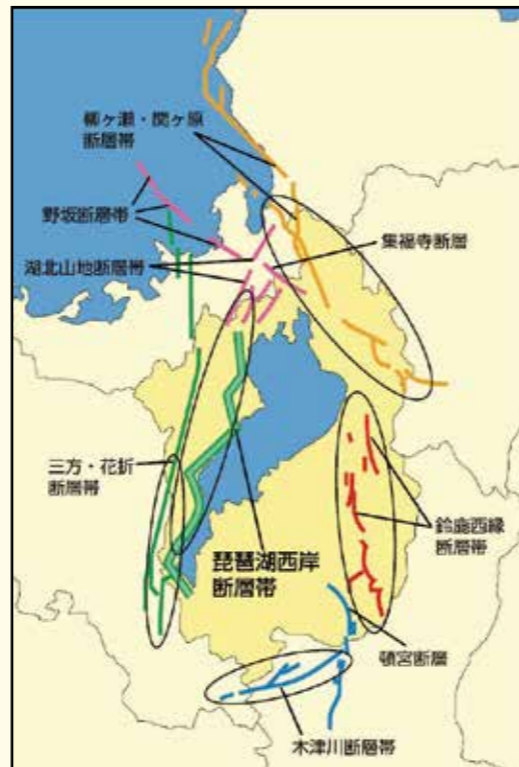 柳ヶ瀬・関ヶ原
断層帯
野坂断層帯
集福寺断層
湖北山地断層帯
三方・花折
断層帯
鈴鹿西縁
断層帯
琵琶湖西岸
断層帯
頓宮断層
木津川断層帯